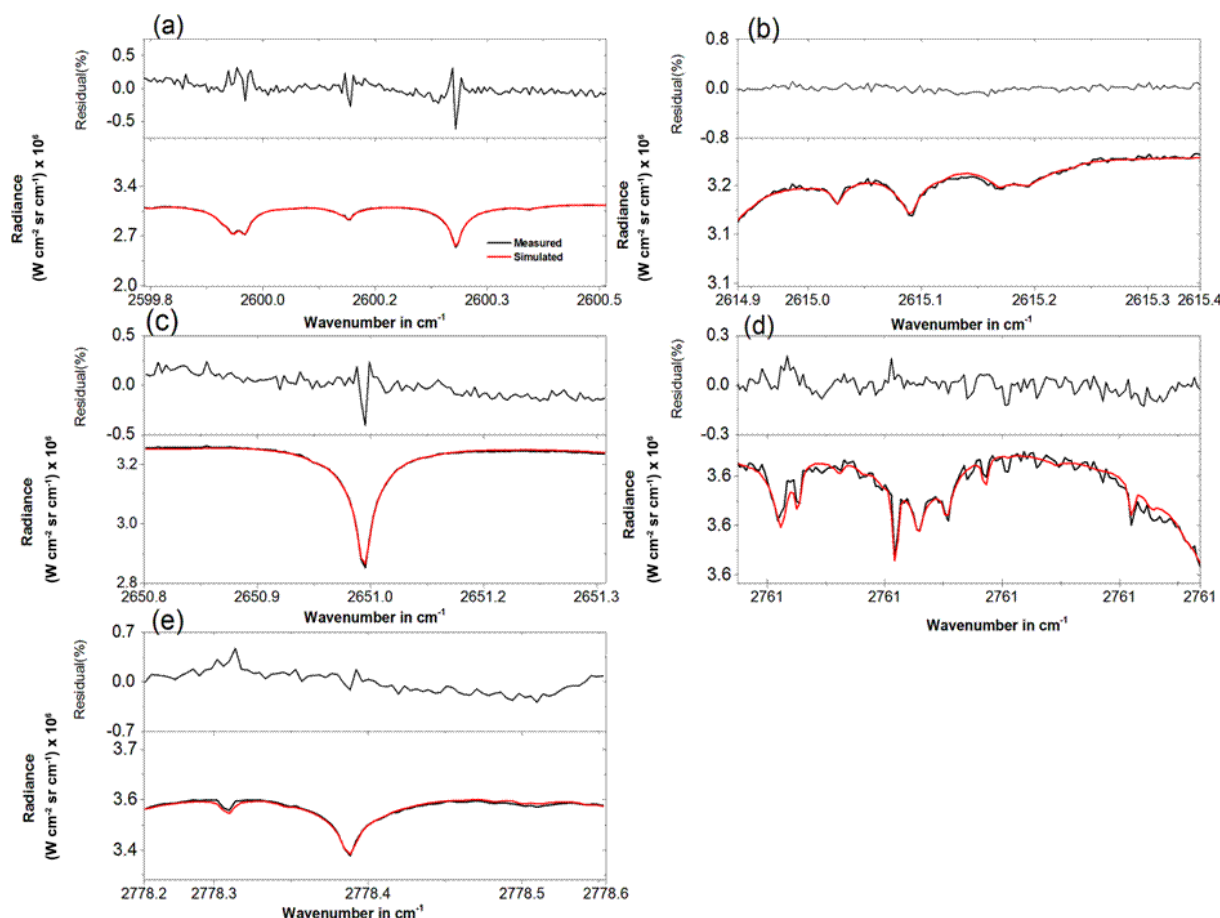 (a)
Residual(%)
0.5
0.0
-0.5
Radiance
(W cm⁻² sr cm⁻¹) x 10⁶
3.4
2.7
2.0
Measured
Simulated
2599.8 2600.0 2600.2 2600.3 2600.5
Wavenumber in cm⁻¹
(b)
Residual(%)
0.8
0.0
-0.8
Radiance
(W cm⁻² sr cm⁻¹) x 10⁶
3.2
3.1
3.1
2614.9 2615.0 2615.1 2615.2 2615.3 2615.4
Wavenumber in cm⁻¹
(c)
Residual(%)
0.5
0.0
-0.5
Radiance
(W cm⁻² sr cm⁻¹) x 10⁶
3.2
3.0
2.8
2650.8 2650.9 2651.0 2651.2 2651.3
Wavenumber in cm⁻¹
(d)
Residual(%)
0.3
0.0
-0.3
Radiance
(W cm⁻² sr cm⁻¹) x 10⁶
3.6
3.6
3.6
2761 2761 2761 2761 2761
Wavenumber in cm⁻¹
(e)
Residual(%)
0.7
0.0
-0.7
Radiance
(W cm⁻² sr cm⁻¹) x 10⁶
3.7
3.6
3.4
2778.2 2778.3 2778.4 2778.5 2778.6
Wavenumber in cm⁻¹